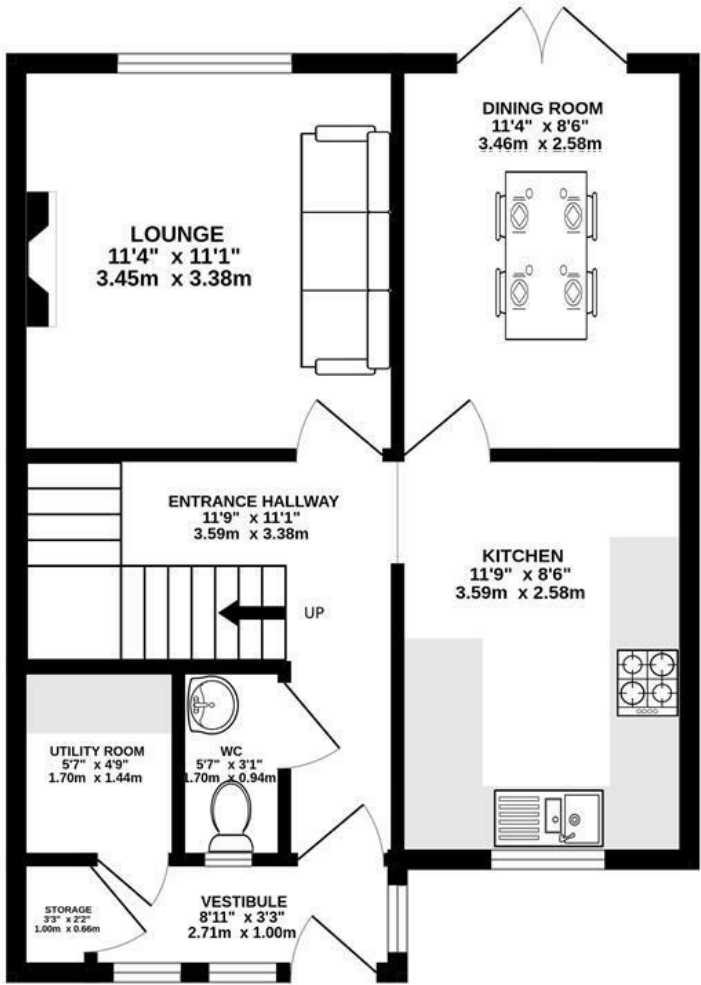 DINING ROOM
11'4" x 8'6"
3.46m x 2.58m
LOUNGE
11'4" x 11'1"
3.45m x 3.38m
ENTRANCE HALLWAY
11'9" x 11'1"
3.59m x 3.38m
KITCHEN
11'9" x 8'6"
3.59m x 2.58m
UP
UTILITY ROOM
5'7" x 4'9"
1.70m x 1.44m
WC
5'7" x 3'1"
1.70m x 0.94m
VESTIBULE
8'11" x 3'3"
2.71m x 1.00m
STORAGE
3'3" x 2'2"
1.00m x 0.66m